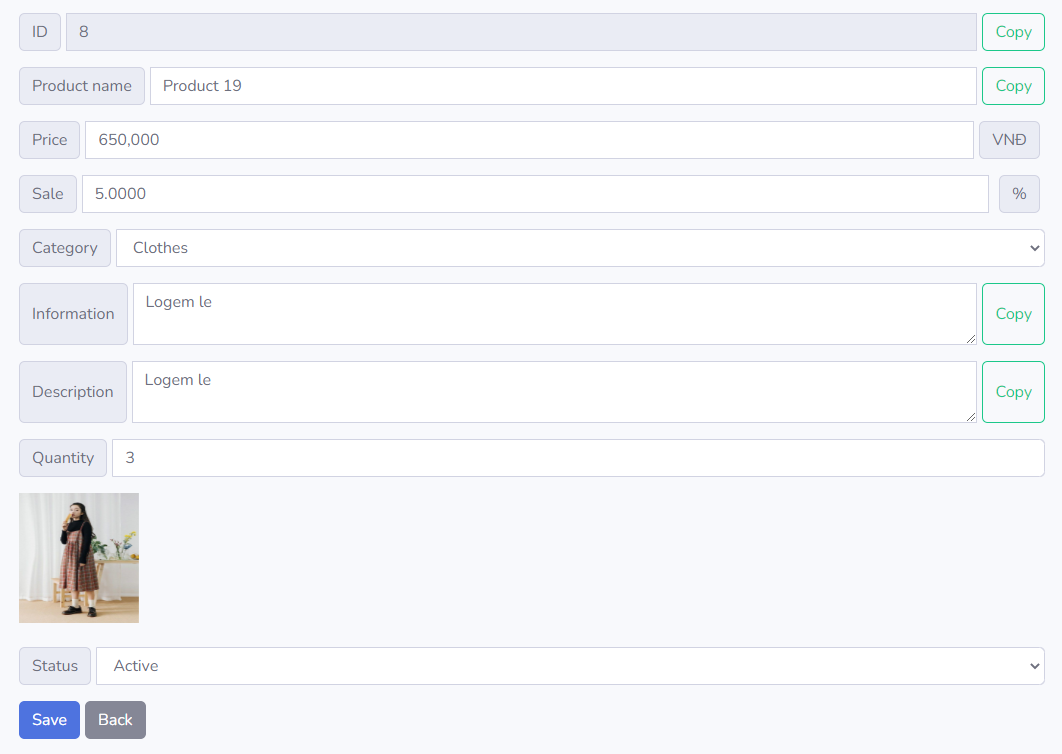 ID 8 Copy
Product name Product 19 Copy
Price 650,000 VNĐ
Sale 5.0000 %
Category Clothes
Information Logem le Copy
Description Logem le Copy
Quantity 3
Status Active
Save Back